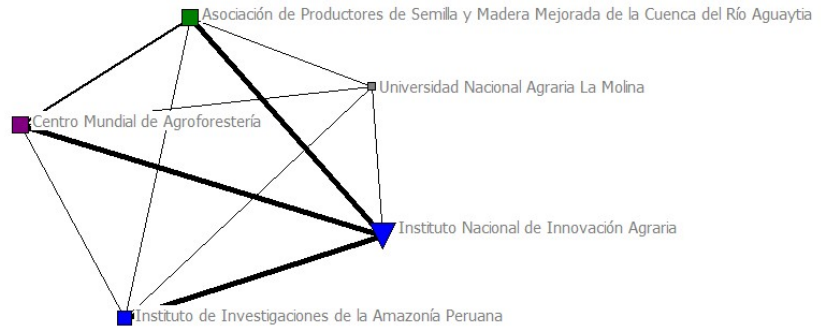 Asociación de Productores de Semilla y Madera Mejorada de la Cuenca del Río Aguaytia
Universidad Nacional Agraria La Molina
Centro Mundial de Agroforestería
Instituto Nacional de Innovación Agraria
Instituto de Investigaciones de la Amazonía Peruana